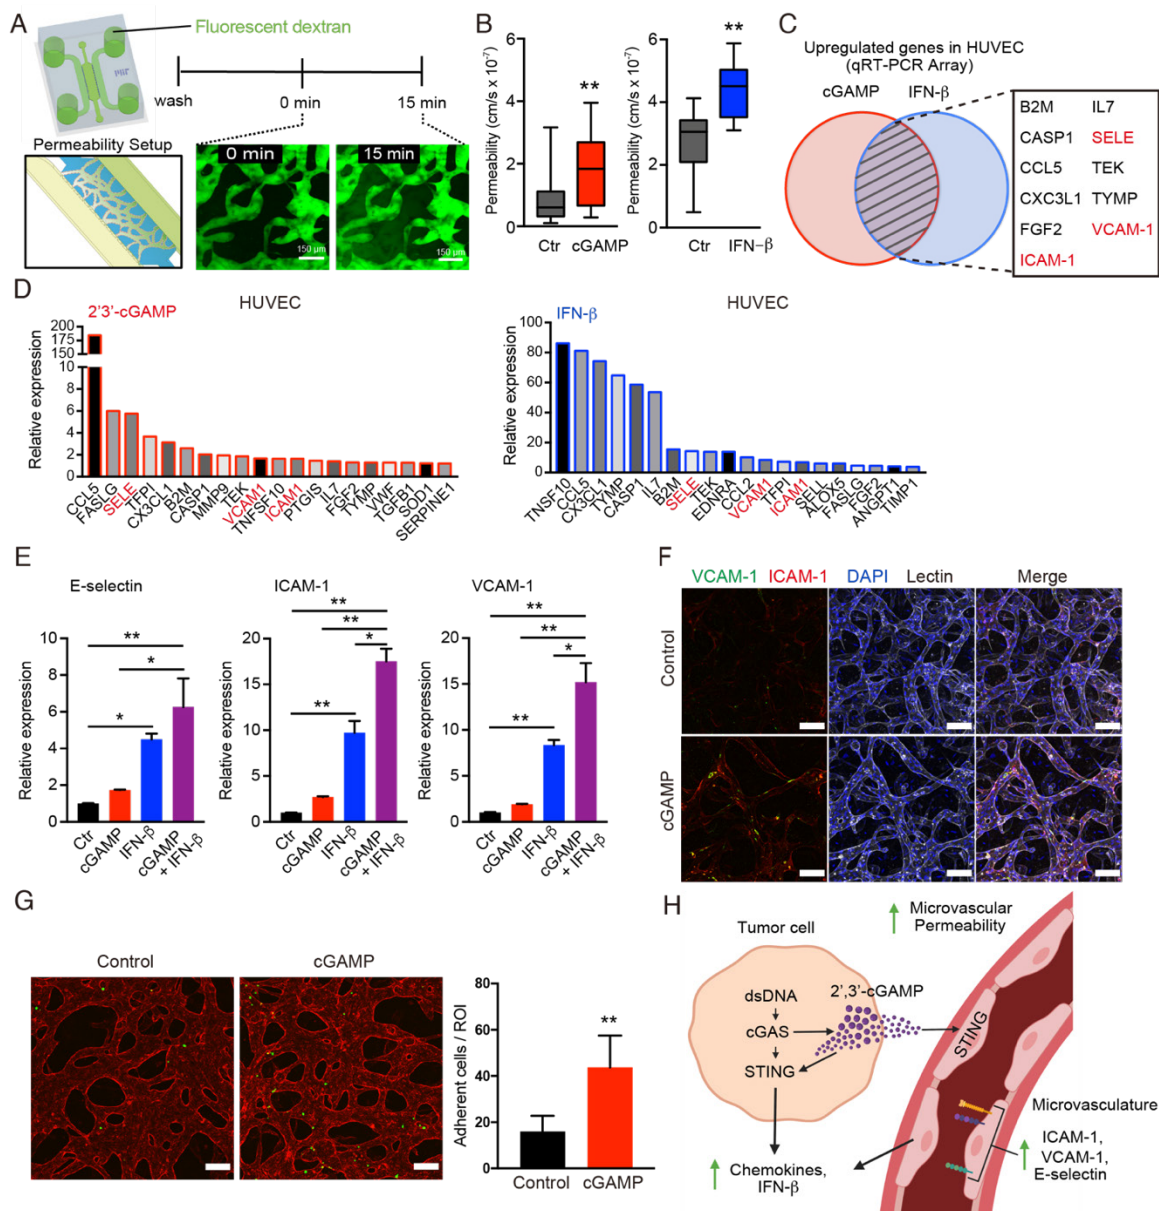 A
Fluorescent dextran
wash
0 min
15 min
Permeability Setup
0 min
150 μm
15 min
150 μm
B
Permeability (cm/s x 10⁻⁷)
6
4
2
0
**
Ctr
cGAMP
Permeability (cm/s x 10⁻⁷)
6
4
2
0
**
Ctr
IFN-β
C
Upregulated genes in HUVEC
(qRT-PCR Array)
cGAMP
IFN-β
B2M IL7
CASP1 SELE
CCL5 TEK
CXC3L1 TYMP
FGF2 VCAM-1
ICAM-1
D
2'3'-cGAMP
HUVEC
Relative expression
200
175
150
10
8
6
4
2
0
CCL5
FASLG
SELE
TFPI
CX3CL1
B2M
CASP1
MMP9
TEK
VCAM1
TNFSF10
ICAM1
PTGIS
IL7
FGF2
TYMP
VWF
TGFB1
SOD1
SERPINE1
IFN-β
HUVEC
Relative expression
100
80
60
40
20
0
TNSF10
CCL5
CX3CL1
TYMP
CASP1
IL7
B2M
SELE
TEK
EDNRA
CCL2
VCAM1
TFPI
ICAM1
SELL
ALOX5
FASLG
FGF2
ANGPT1
TIMP1
E
E-selectin
Relative expression
10
8
6
4
2
0
**
*
*
Ctr
cGAMP
IFN-β
cGAMP
+ IFN-β
ICAM-1
Relative expression
20
15
10
5
0
**
**
*
**
Ctr
cGAMP
IFN-β
cGAMP
+ IFN-β
VCAM-1
Relative expression
20
15
10
5
0
**
**
*
**
Ctr
cGAMP
IFN-β
cGAMP
+ IFN-β
F
VCAM-1 ICAM-1 DAPI Lectin Merge
Control
cGAMP
G
Control
cGAMP
Adherent cells / ROI
80
60
40
20
0
**
Control
cGAMP
H
Microvascular
Permeability
Tumor cell
dsDNA
2',3'-cGAMP
cGAS
STING
STING
Chemokines,
IFN-β
Microvasculature
ICAM-1,
VCAM-1,
E-selectin